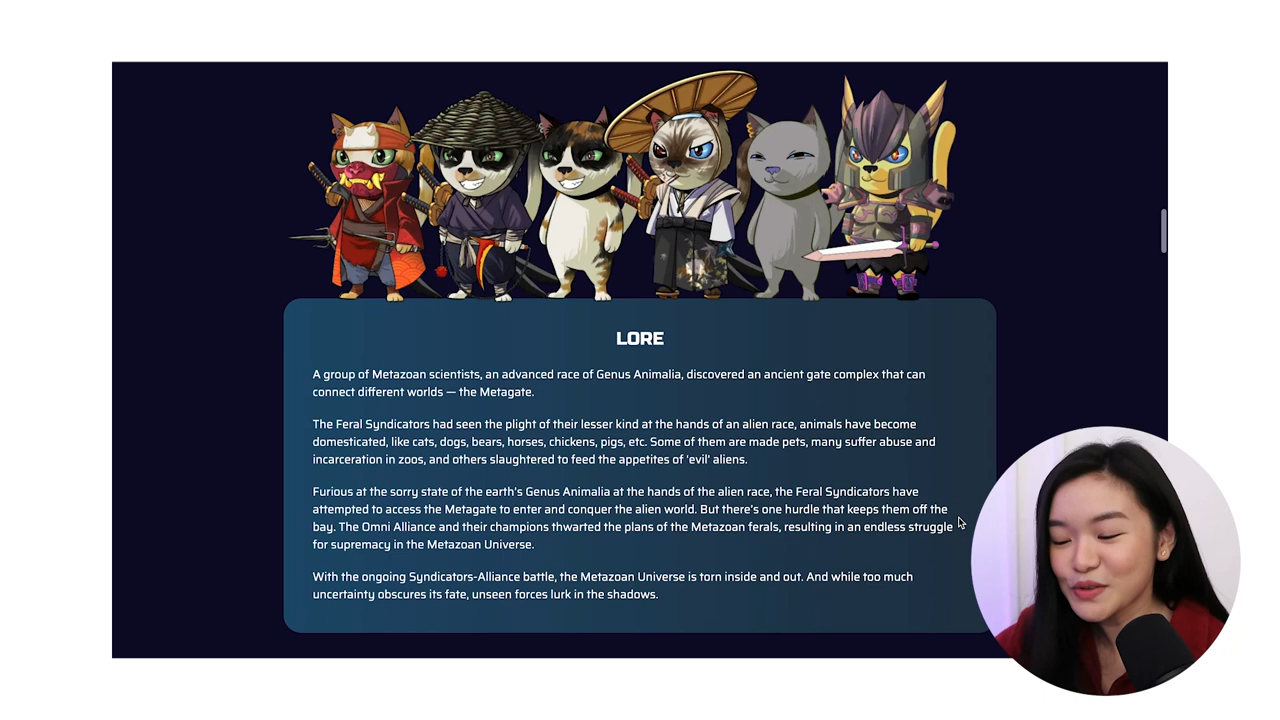 LORE
A group of Metazoan scientists, an advanced race of Genus Animalia, discovered an ancient gate complex that can
connect different worlds — the Metagate.
The Feral Syndicators had seen the plight of their lesser kind at the hands of an alien race, animals have become
domesticated, like cats, dogs, bears, horses, chickens, pigs, etc. Some of them are made pets, many suffer abuse and
incarceration in zoos, and others slaughtered to feed the appetites of ‘evil’ aliens.
Furious at the sorry state of the earth’s Genus Animalia at the hands of the alien race, the Feral Syndicators have
attempted to access the Metagate to enter and conquer the alien world. But there’s one hurdle that keeps them off the
bay. The Omni Alliance and their champions thwarted the plans of the Metazoan ferals, resulting in an endless struggle
for supremacy in the Metazoan Universe.
With the ongoing Syndicators-Alliance battle, the Metazoan Universe is torn inside and out. And while too much
uncertainty obscures its fate, unseen forces lurk in the shadows.